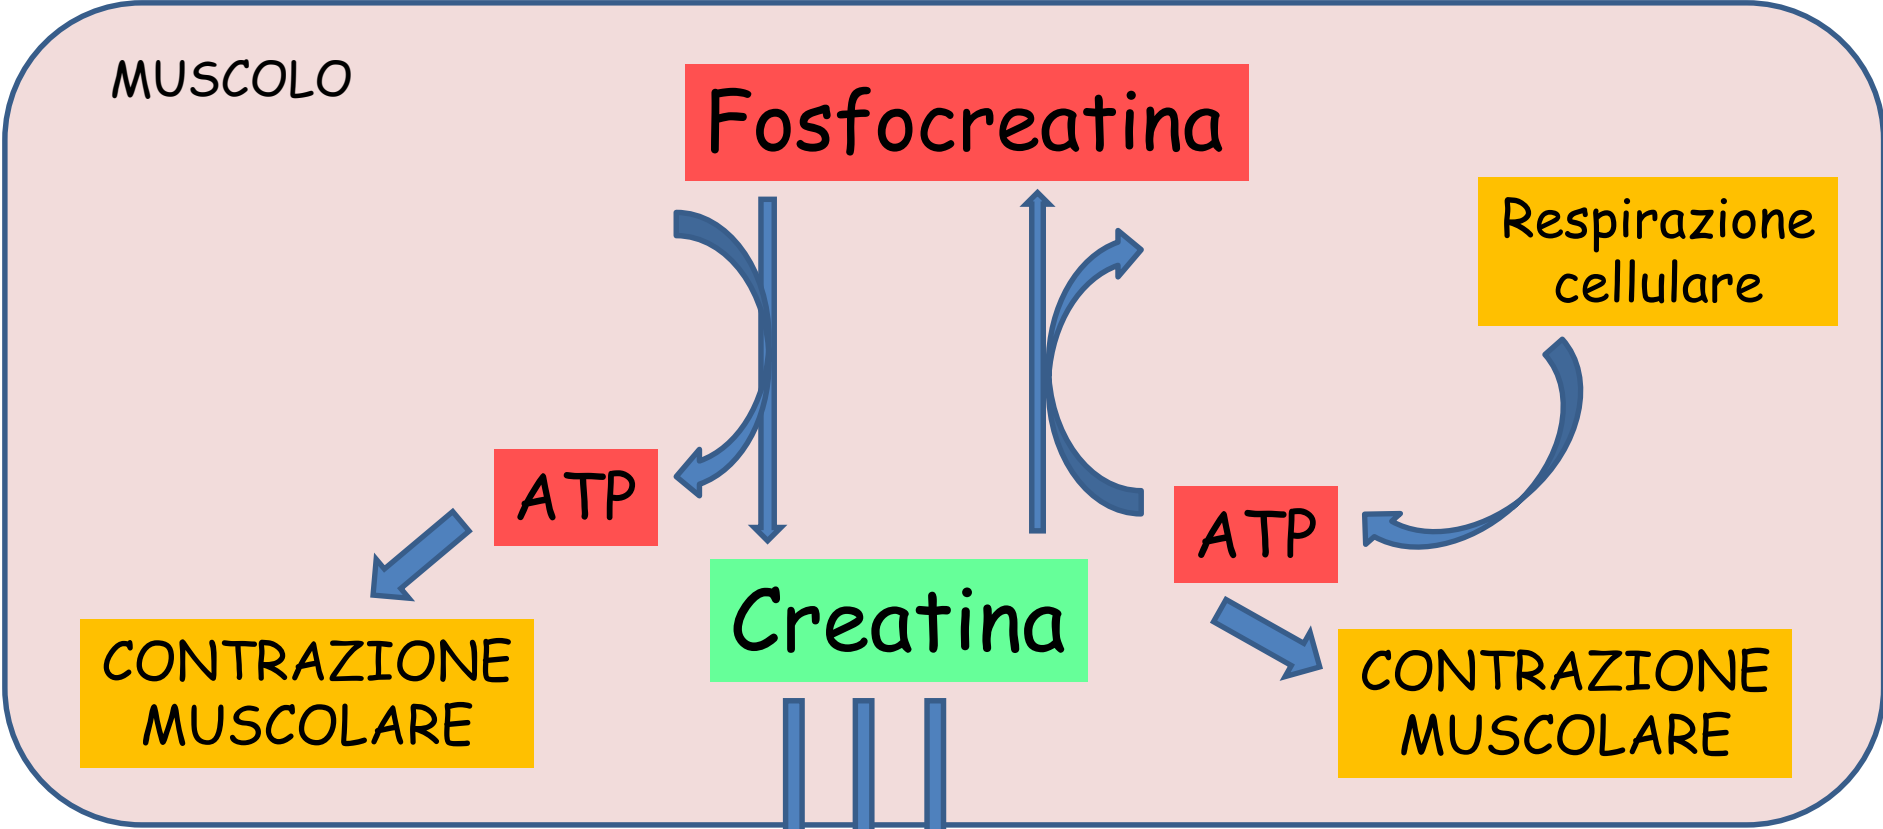 MUSCOLO
Fosfocreatina
Respirazione
cellulare
ATP
ATP
Creatina
CONTRAZIONE
MUSCOLARE
CONTRAZIONE
MUSCOLARE